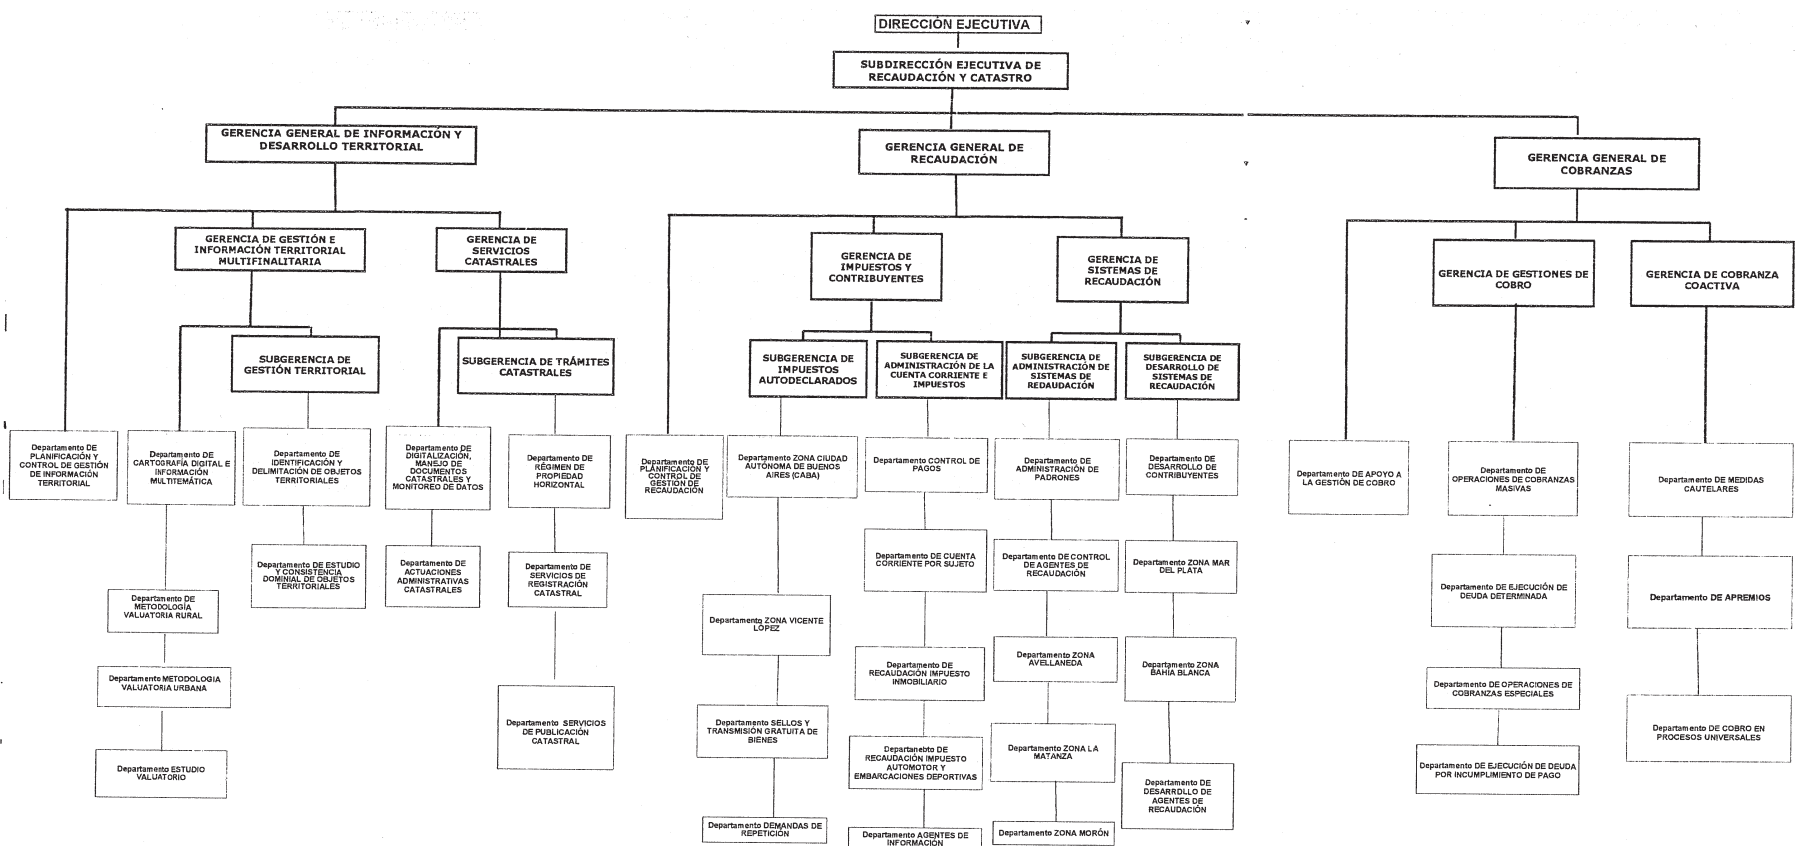 DIRECCIÓN EJECUTIVA
SUBDIRECCIÓN EJECUTIVA DE
RECAUDACIÓN Y CATASTRO
GERENCIA GENERAL DE INFORMACIÓN Y
DESARROLLO TERRITORIAL
GERENCIA GENERAL DE
RECAUDACIÓN
GERENCIA GENERAL DE
COBRANZAS
GERENCIA DE GESTIÓN E
INFORMACIÓN TERRITORIAL
MULTIFINALITARIA
GERENCIA DE
SERVICIOS
CATASTRALES
GERENCIA DE
IMPUESTOS Y
CONTRIBUYENTES
GERENCIA DE
SISTEMAS DE
RECAUDACIÓN
GERENCIA DE GESTIONES DE
COBRO
GERENCIA DE COBRANZA
COACTIVA
SUBGERENCIA DE
GESTIÓN TERRITORIAL
SUBGERENCIA DE TRÁMITES
CATASTRALES
SUBGERENCIA DE
IMPUESTOS
AUTODECLARADOS
SUBGERENCIA DE
ADMINISTRACIÓN DE LA
CUENTA CORRIENTE E
IMPUESTOS
SUBGERENCIA DE
ADMINISTRACIÓN DE
SISTEMAS DE
REDAUDACIÓN
SUBGERENCIA DE
DESARROLLO DE
SISTEMAS DE
RECAUDACIÓN
Departamento DE
PLANIFICACIÓN Y
CONTROL DE GESTIÓN
DE INFORMACIÓN
TERRITORIAL
Departamento DE
CARTOGRAFÍA DIGITAL E
INFORMACIÓN
MULTITEMÁTICA
Departamento DE
IDENTIFICACIÓN Y
DELIMITACIÓN DE OBJETOS
TERRITORIALES
Departamento DE
DIGITALIZACIÓN,
MANEJO DE
DOCUMENTOS
CATASTRALES Y
MONITOREO DE DATOS
Departamento DE
RÉGIMEN DE
PROPIEDAD
HORIZONTAL
Departamento DE
PLANIFICACIÓN Y
CONTROL DE
GESTIÓN DE
RECAUDACIÓN
Departamento ZONA CIUDAD
AUTÓNOMA DE BUENOS
AIRES (CABA)
Departamento CONTROL DE
PAGOS
Departamento DE
ADMINISTRACIÓN DE
PADRONES
Departamento DE
DESARROLLO DE
CONTRIBUYENTES
Departamento DE APOYO A
LA GESTIÓN DE COBRO
Departamento DE
OPERACIONES DE COBRANZAS
MASIVAS
Departamento DE MEDIDAS
CAUTELARES
Departamento DE ESTUDIO
Y CONSISTENCIA
DOMINIAL DE OBJETOS
TERRITORIALES
Departamento DE
ACTUACIONES
ADMINISTRATIVAS
CATASTRALES
Departamento DE
SERVICIOS DE
REGISTRACIÓN
CATASTRAL
Departamento DE CUENTA
CORRIENTE POR SUJETO
Departamento DE CONTROL
DE AGENTES DE
RECAUDACIÓN
Departamento ZONA MAR
DEL PLATA
Departamento DE EJECUCIÓN DE
DEUDA DETERMINADA
Departamento DE APREMIOS
Departamento DE
METODOLOGÍA
VALUATORIA RURAL
Departamento ZONA VICENTE
LÓPEZ
Departamento DE
RECAUDACIÓN IMPUESTO
INMOBILIARIO
Departamento ZONA
AVELLANEDA
Departamento ZONA
BAHIA BLANCA
Departamento METODOLOGIA
VALUATORIA URBANA
Departamento DE OPERACIONES DE
COBRANZAS ESPECIALES
Departamento SERVICIOS
DE PUBLICACIÓN
CATASTRAL
Departamento SELLOS Y
TRANSMISIÓN GRATUITA DE
BIENES
Departanebto DE
RECAUDACIÓN IMPUESTO
AUTOMOTOR Y
EMBARCACIONES DEPORTIVAS
Departamento ZONA LA
MATANZA
Departamento DE COBRO EN
PROCESOS UNIVERSALES
Departamento ESTUDIO
VALUATORIO
Departamento DE EJECUCIÓN DE DEUDA
POR INCUMPLIMIENTO DE PAGO
Departamento DE
DESARROLLO DE
AGENTES DE
RECAUDACIÓN
Departamento DEMANDAS DE
REPETICIÓN
Departamento AGENTES DE
INFORMACIÓN
Departamento ZONA MORÓN